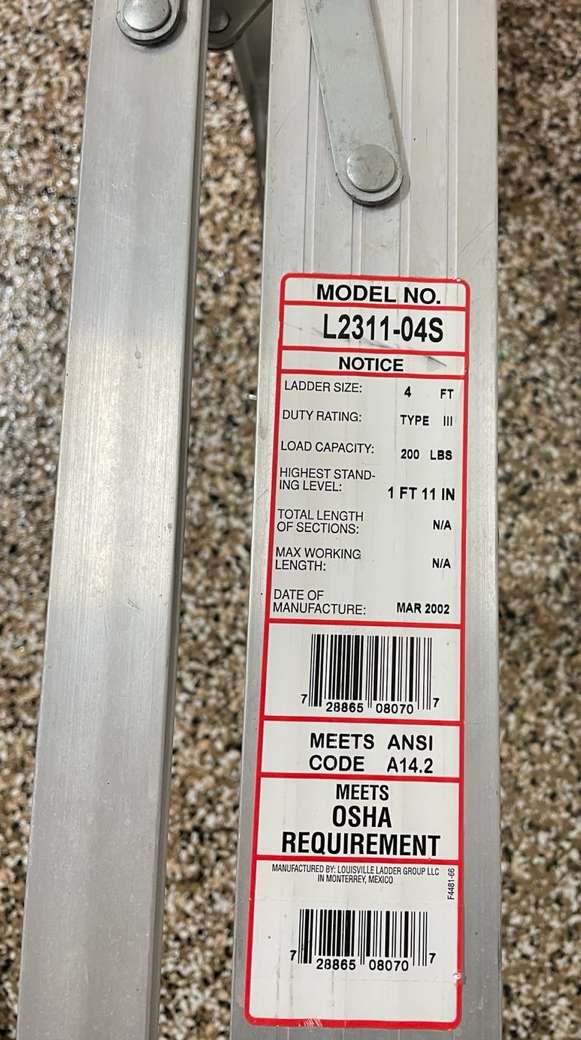 MODEL NO.
L2311-04S
NOTICE
LADDER SIZE: 4 FT
DUTY RATING: TYPE III
LOAD CAPACITY: 200 LBS
HIGHEST STAND-
ING LEVEL: 1 FT 11 IN
TOTAL LENGTH
OF SECTIONS: N/A
MAX WORKING
LENGTH: N/A
DATE OF
MANUFACTURE: MAR 2002
7 28865 08070 7
MEETS ANSI
CODE A14.2
MEETS
OSHA
REQUIREMENT
MANUFACTURED BY: LOUISVILLE LADDER GROUP LLC
IN MONTERREY, MEXICO
F4481-66
7 28865 08070 7